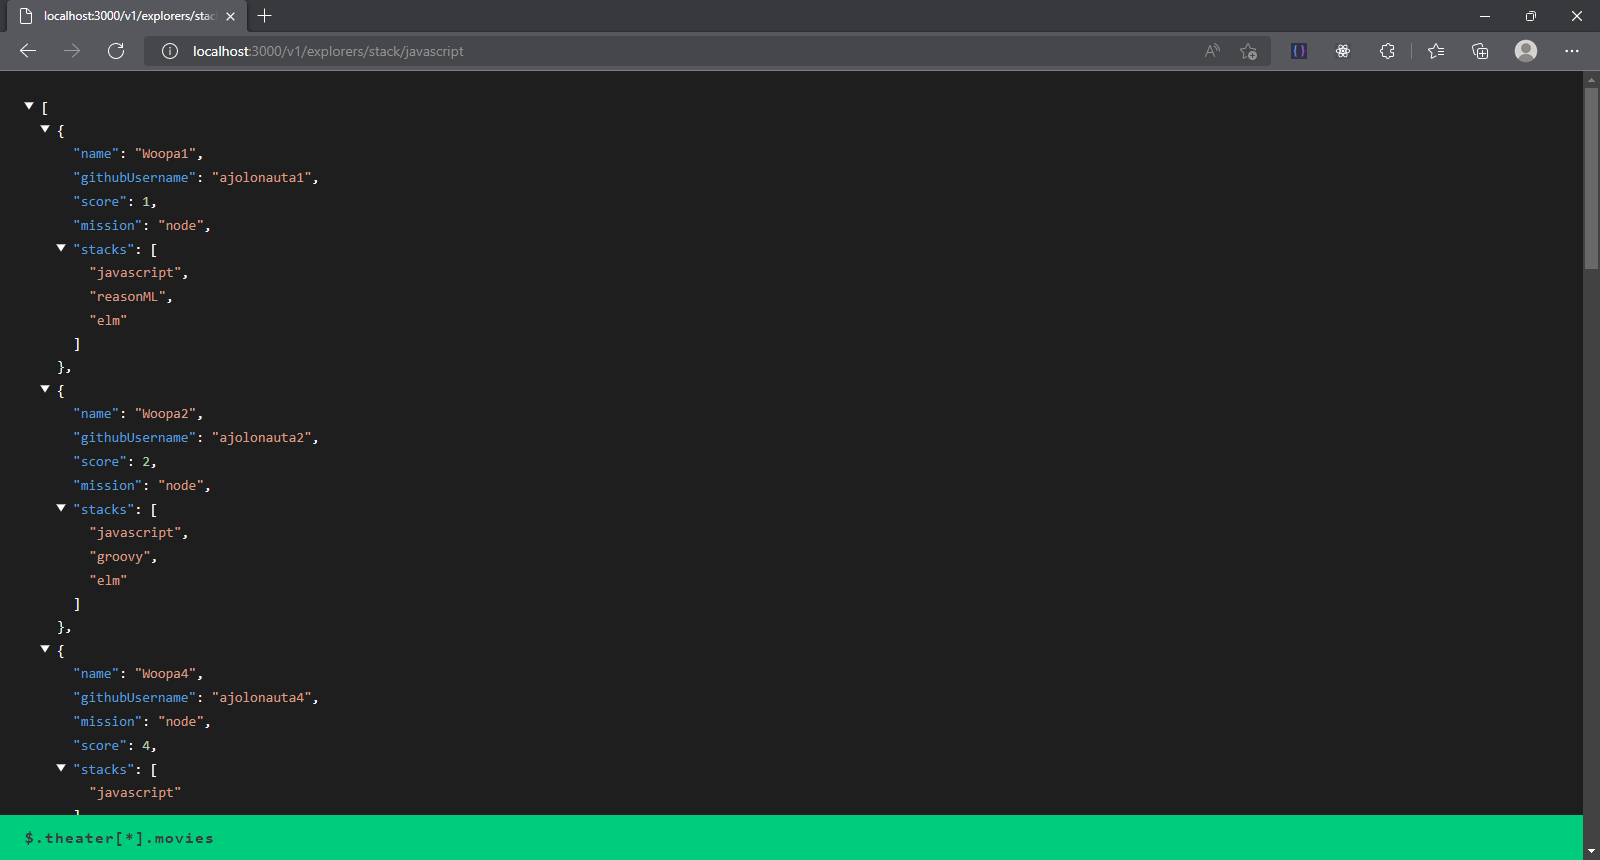 localhost:3000/v1/explorers/stac
localhost:3000/v1/explorers/stack/javascript
[
{
"name": "Woopa1",
"githubUsername": "ajolonauta1",
"score": 1,
"mission": "node",
"stacks": [
"javascript",
"reasonML",
"elm"
]
},
{
"name": "Woopa2",
"githubUsername": "ajolonauta2",
"score": 2,
"mission": "node",
"stacks": [
"javascript",
"groovy",
"elm"
]
},
{
"name": "Woopa4",
"githubUsername": "ajolonauta4",
"mission": "node",
"score": 4,
"stacks": [
"javascript"
]
$.theater[*].movies